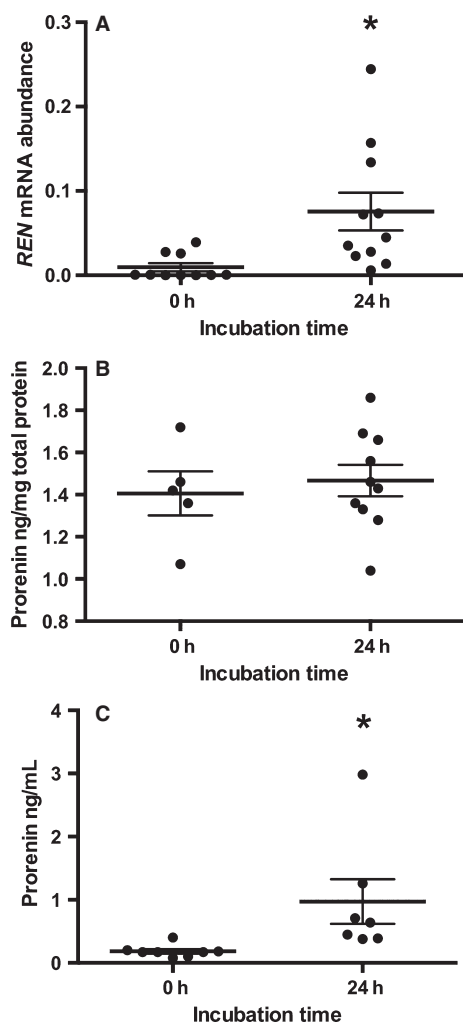 A
*
0.3
0.2
0.1
0.0
REN mRNA abundance
0 h
24 h
Incubation time
B
2.0
1.8
1.6
1.4
1.2
1.0
0.8
Prorenin ng/mg total protein
0 h
24 h
Incubation time
C
*
4
3
2
1
0
Prorenin ng/mL
0 h
24 h
Incubation time